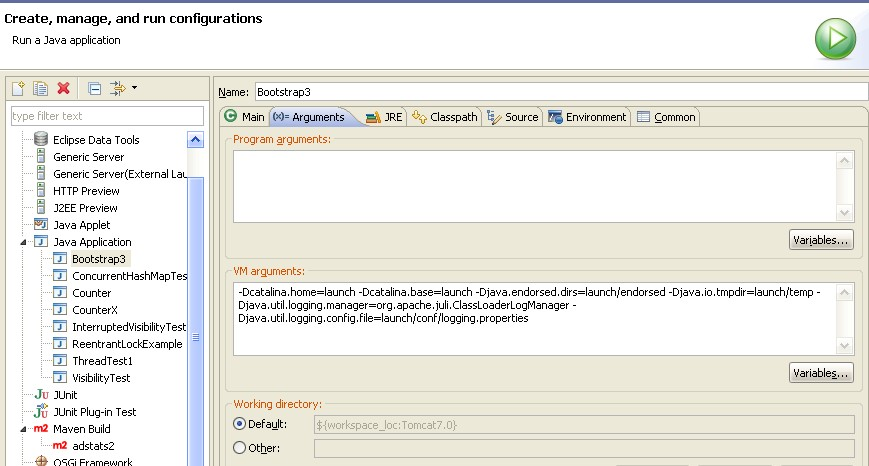 Create, manage, and run configurations
Run a Java application
type filter text
Eclipse Data Tools
Generic Server
Generic Server(External Lau
HTTP Preview
J2EE Preview
Java Applet
Java Application
Bootstrap3
ConcurrentHashMapTes
Counter
CounterX
InterruptedVisibilityTest
ReentrantLockExample
ThreadTest1
VisibilityTest
JUnit
JUnit Plug-in Test
Maven Build
adstats2
OSGi Framework
Name: Bootstrap3
Main (x)= Arguments JRE Classpath Source Environment Common
Program arguments:
Variables...
VM arguments:
-Dcatalina.home=launch -Dcatalina.base=launch -Djava.endorsed.dirs=launch/endorsed -Djava.io.tmpdir=launch/temp -
Djava.util.logging.manager=org.apache.juli.ClassLoaderLogManager -
Djava.util.logging.config.file=launch/conf/logging.properties
Variables...
Working directory:
Default: ${workspace_loc:Tomcat7.0}
Other: